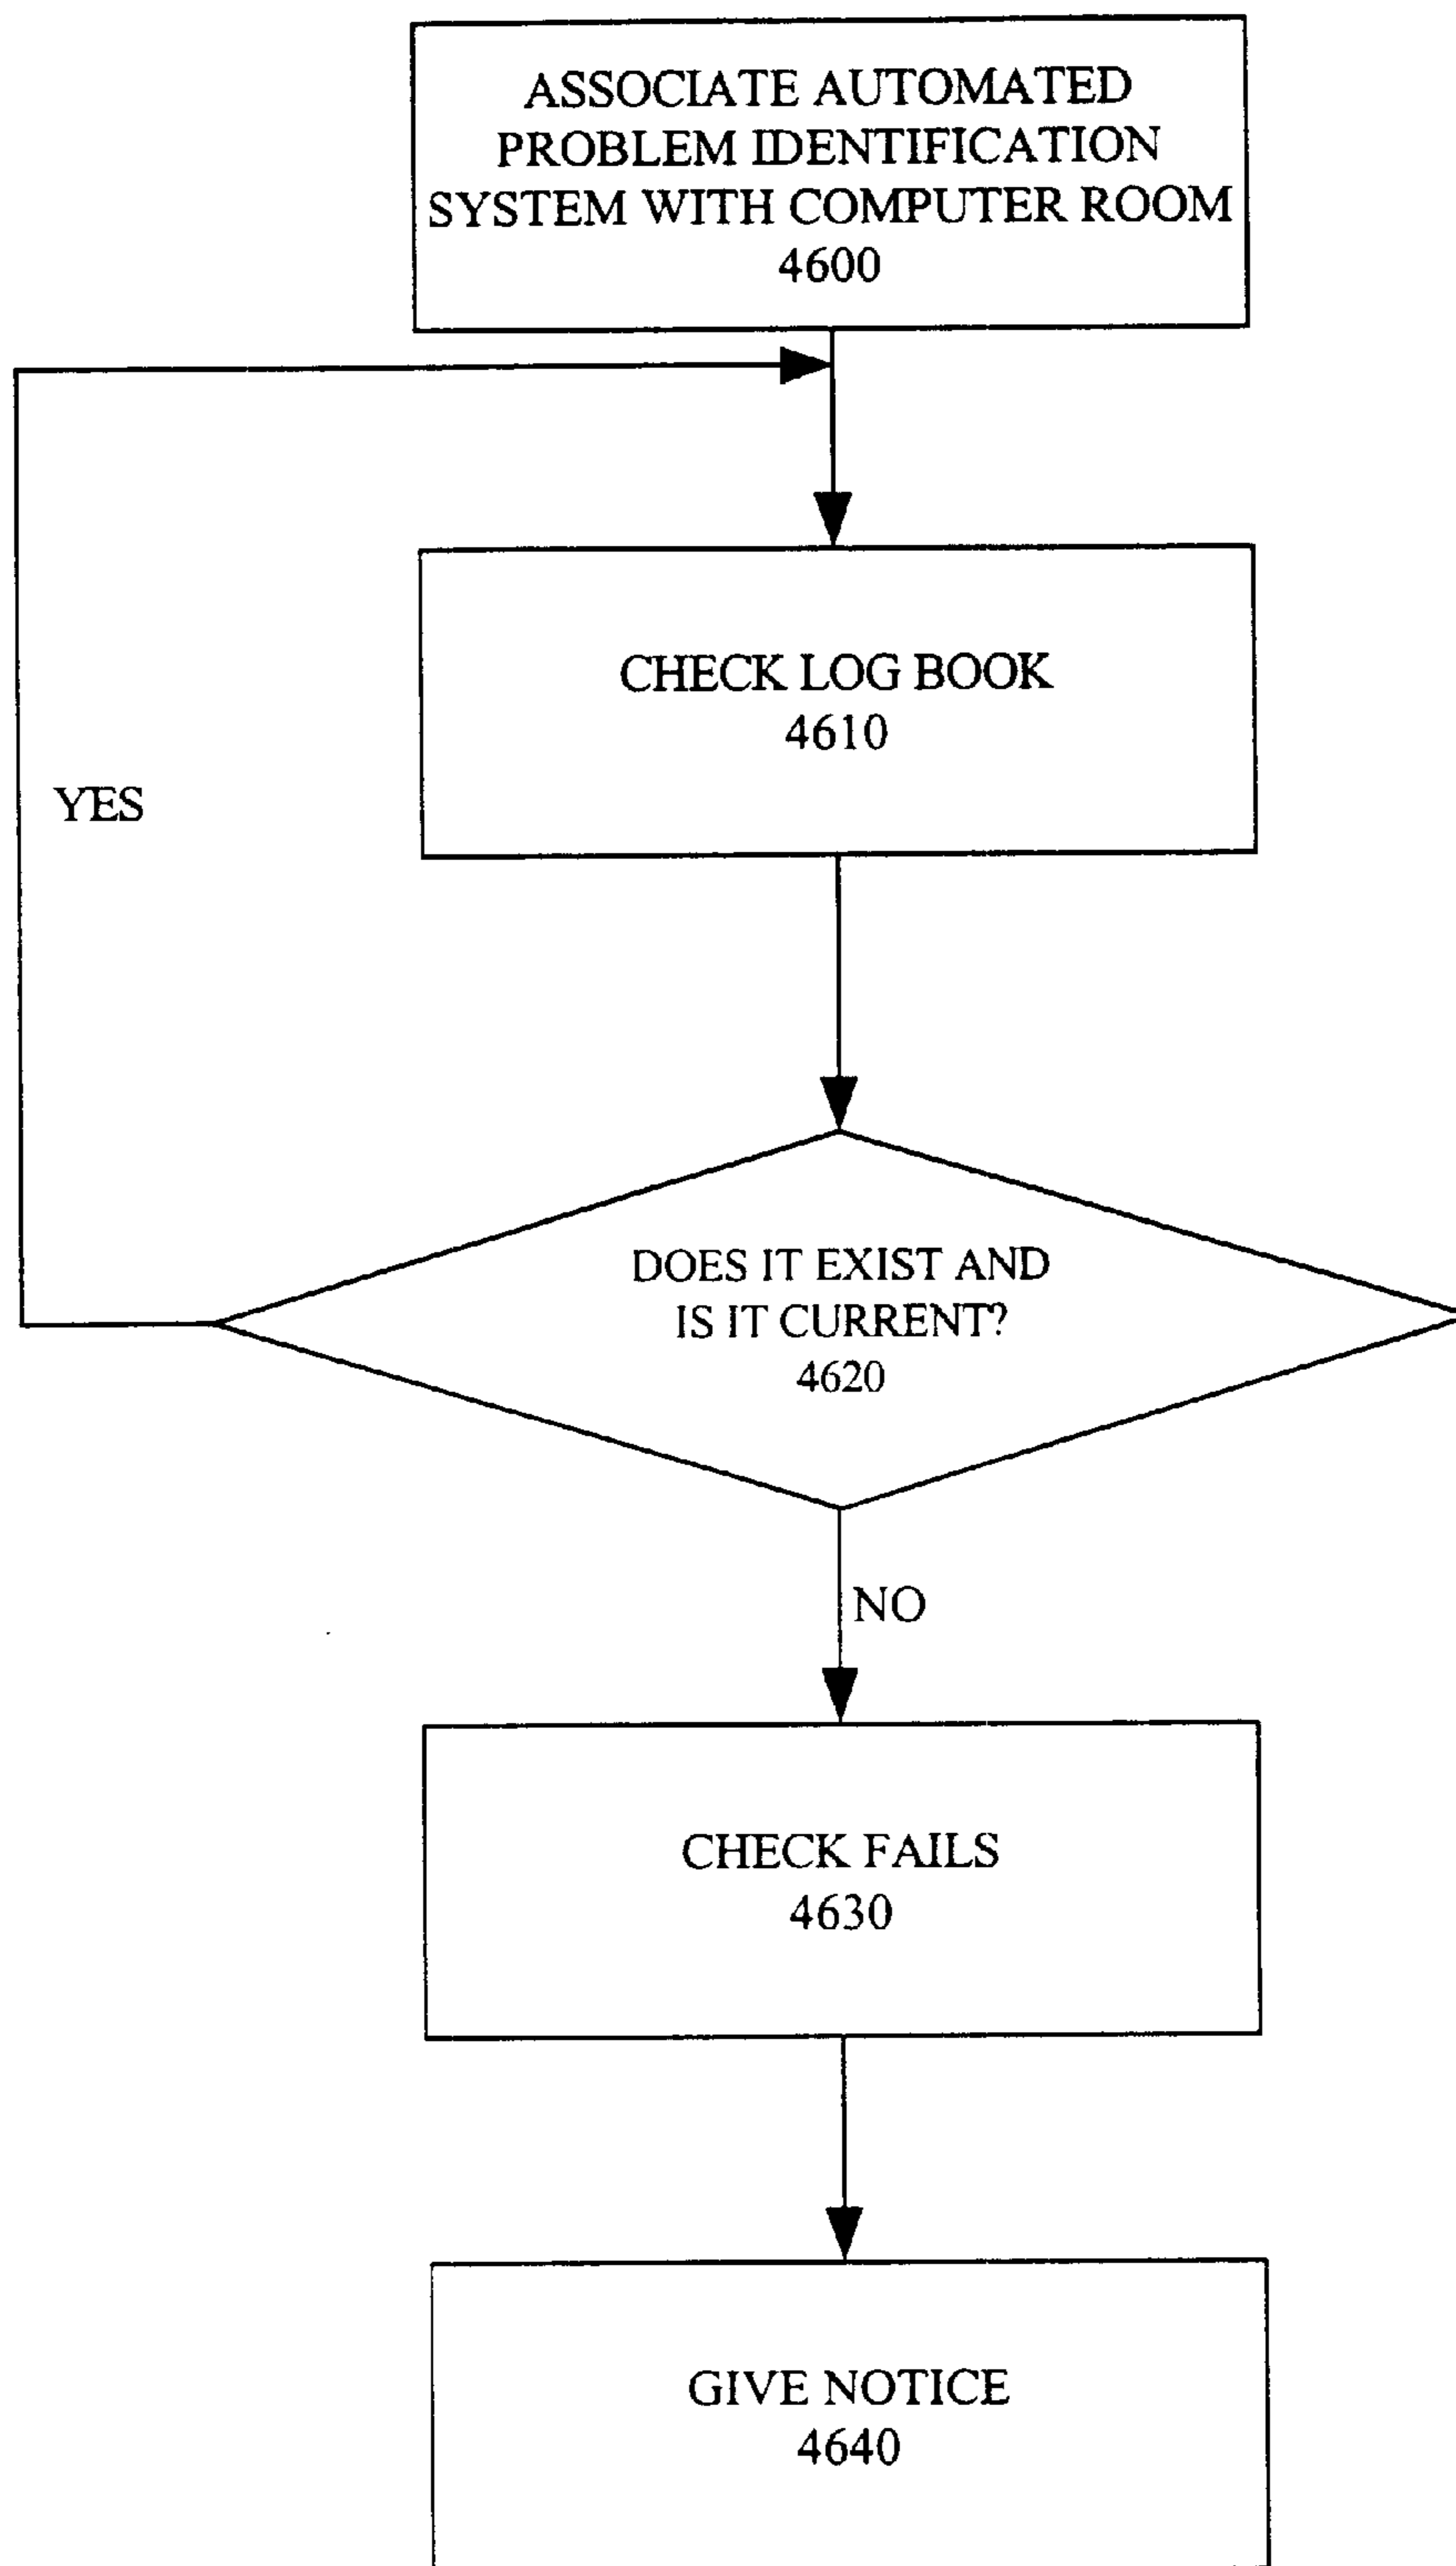 ASSOCIATE AUTOMATED
PROBLEM IDENTIFICATION
SYSTEM WITH COMPUTER ROOM
4600
CHECK LOG BOOK
4610
YES
DOES IT EXIST AND
IS IT CURRENT?
4620
NO
CHECK FAILS
4630
GIVE NOTICE
4640